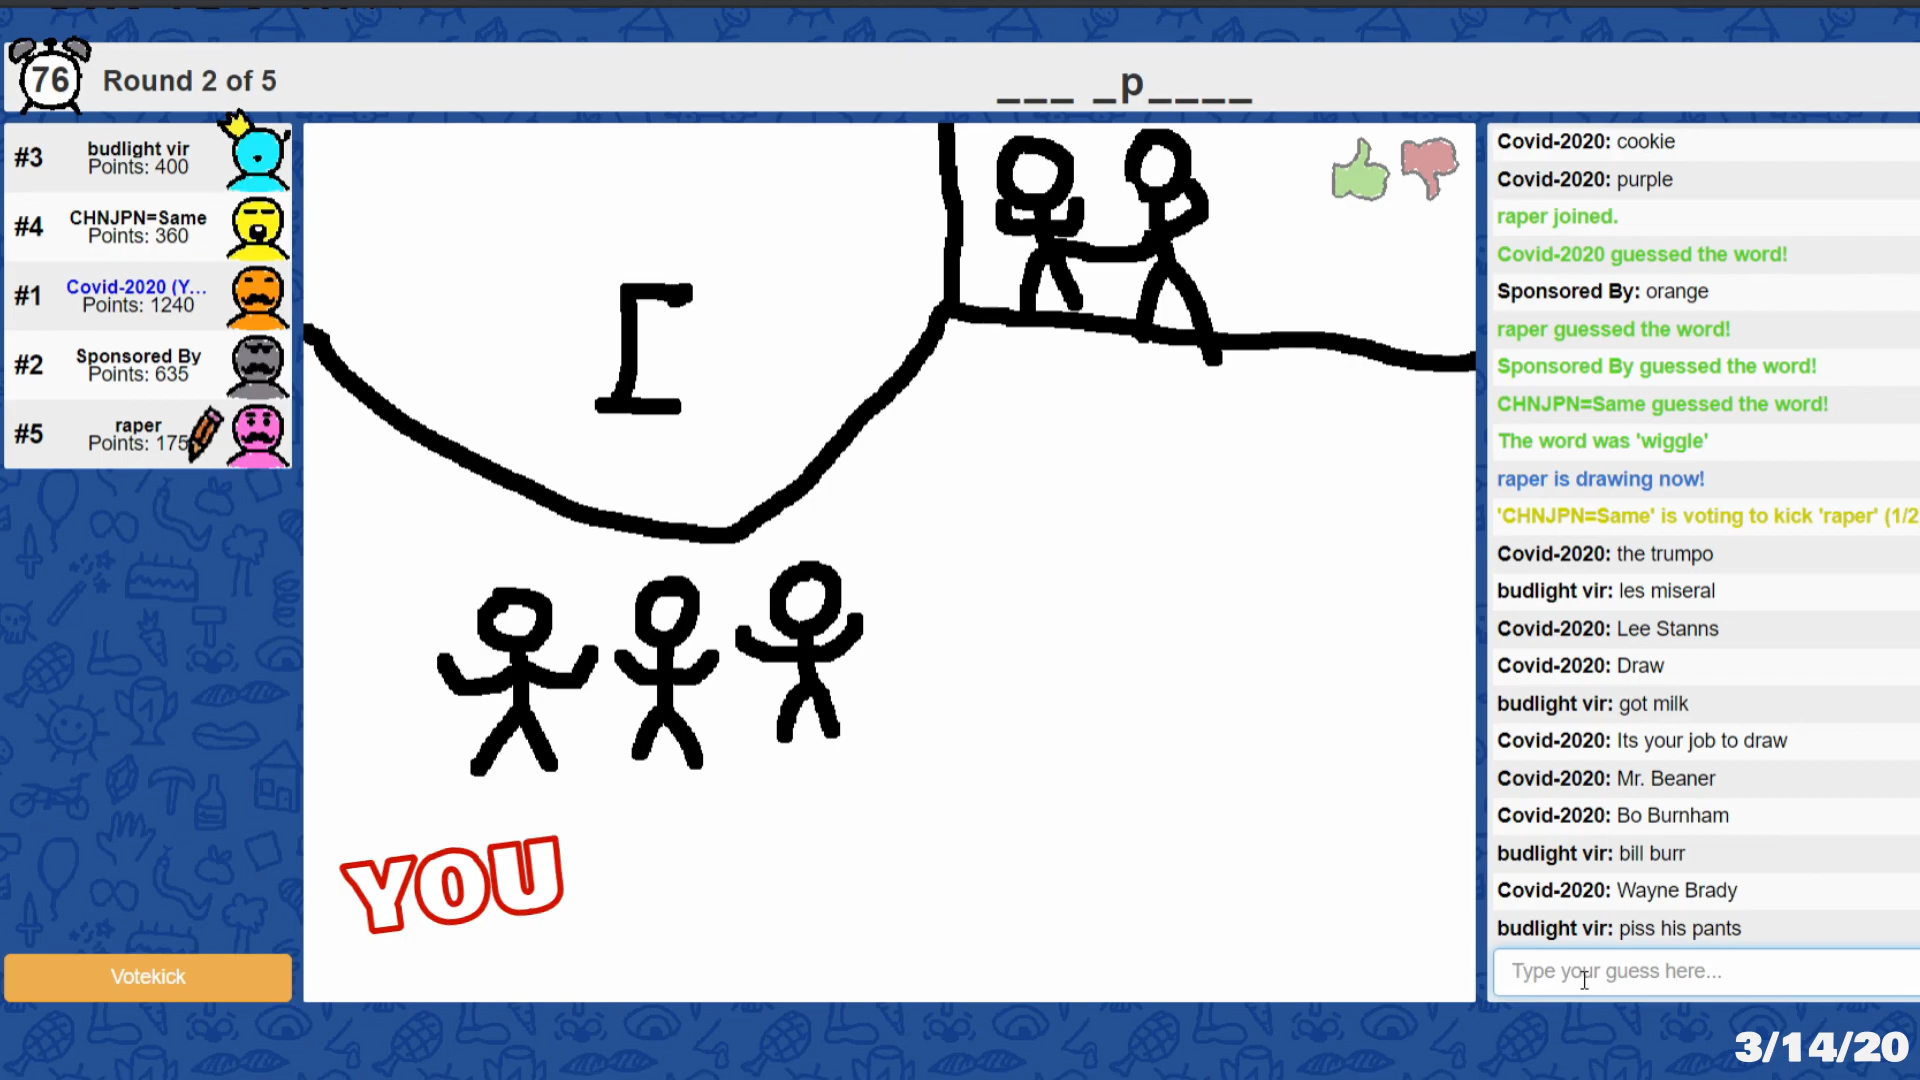 76
Round 2 of 5
___ _p____
#3
budlight vir
Points: 400
#4
CHNJPN=Same
Points: 360
#1
Covid-2020 (Y...
Points: 1240
#2
Sponsored By
Points: 635
#5
raper
Points: 175
YOU
Votekick
Covid-2020: cookie
Covid-2020: purple
raper joined.
Covid-2020 guessed the word!
Sponsored By: orange
raper guessed the word!
Sponsored By guessed the word!
CHNJPN=Same guessed the word!
The word was 'wiggle'
raper is drawing now!
'CHNJPN=Same' is voting to kick 'raper' (1/2
Covid-2020: the trumpo
budlight vir: les miseral
Covid-2020: Lee Stanns
Covid-2020: Draw
budlight vir: got milk
Covid-2020: Its your job to draw
Covid-2020: Mr. Beaner
Covid-2020: Bo Burnham
budlight vir: bill burr
Covid-2020: Wayne Brady
budlight vir: piss his pants
Type your guess here...
3/14/20